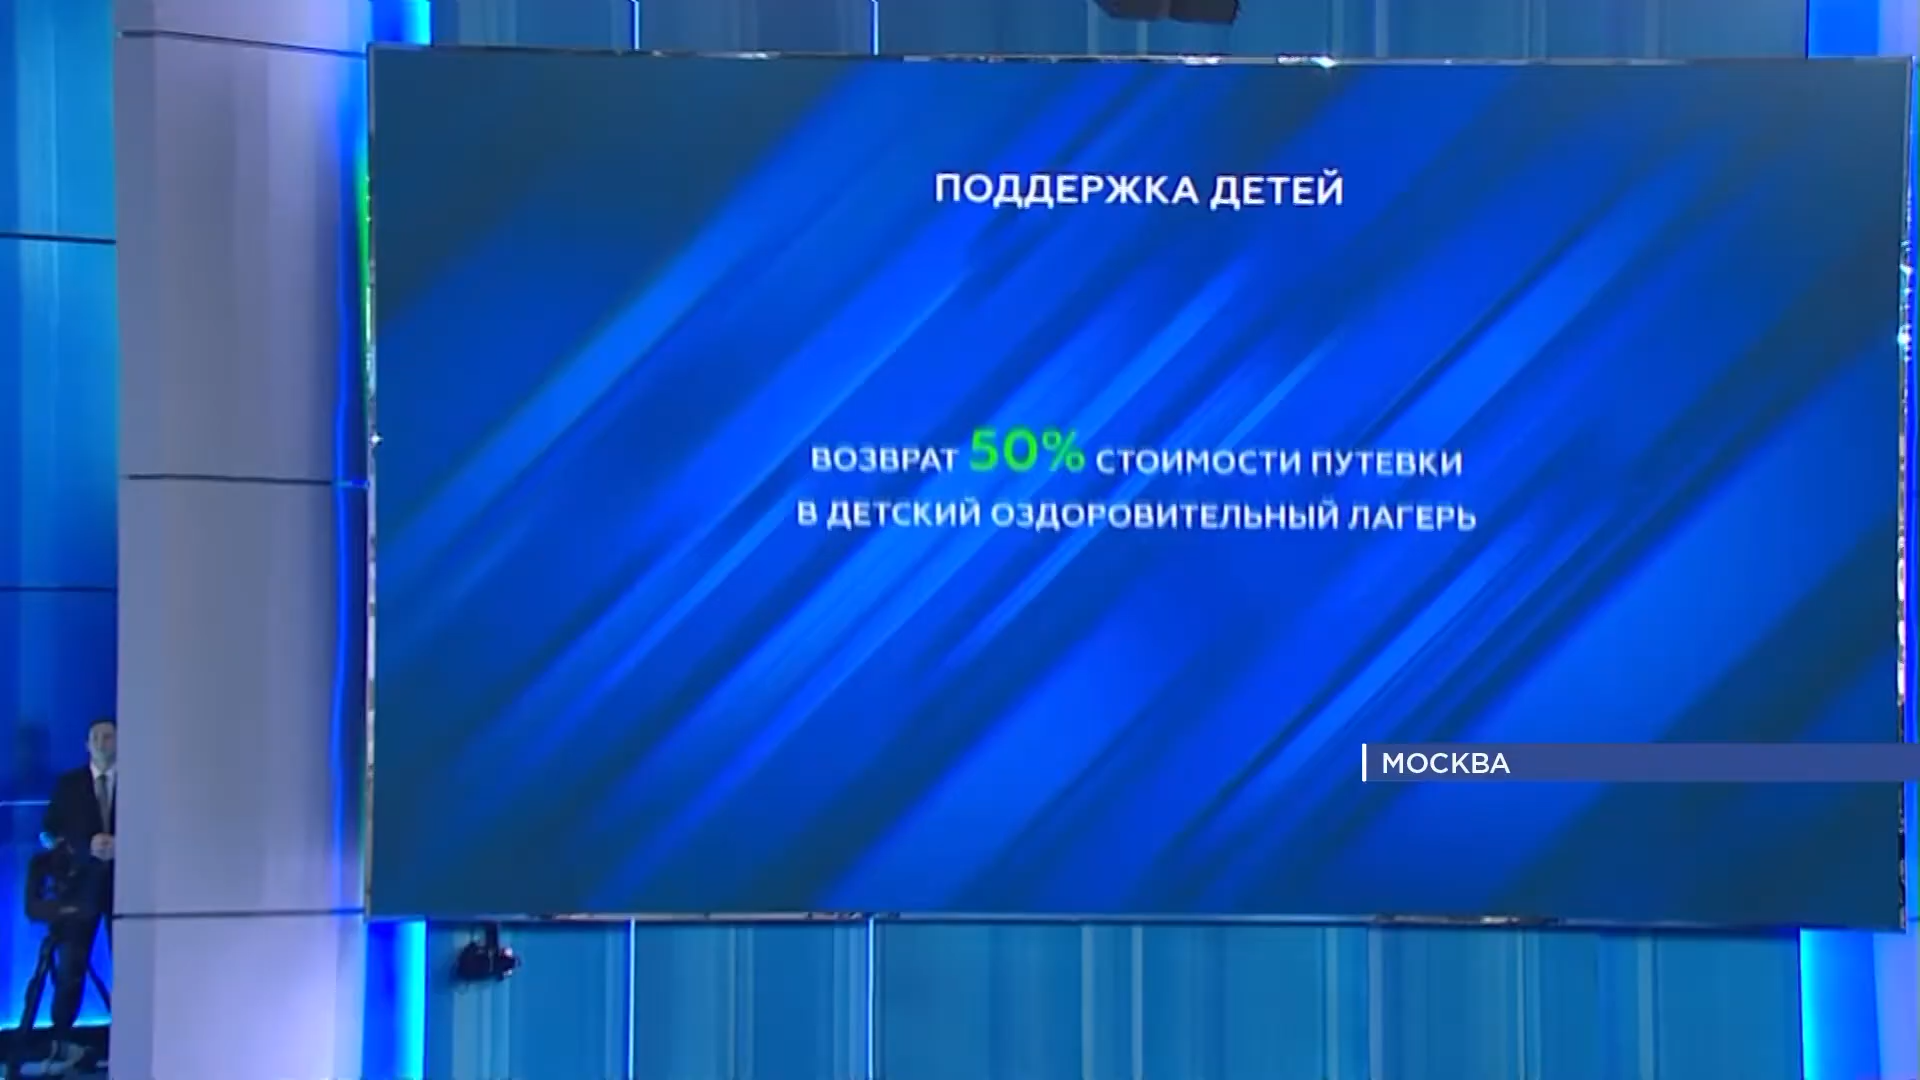 ПОДДЕРЖКА ДЕТЕЙ
ВОЗВРАТ 50% СТОИМОСТИ ПУТЕВКИ
В ДЕТСКИЙ ОЗДОРОВИТЕЛЬНЫЙ ЛАГЕРЬ
МОСКВА